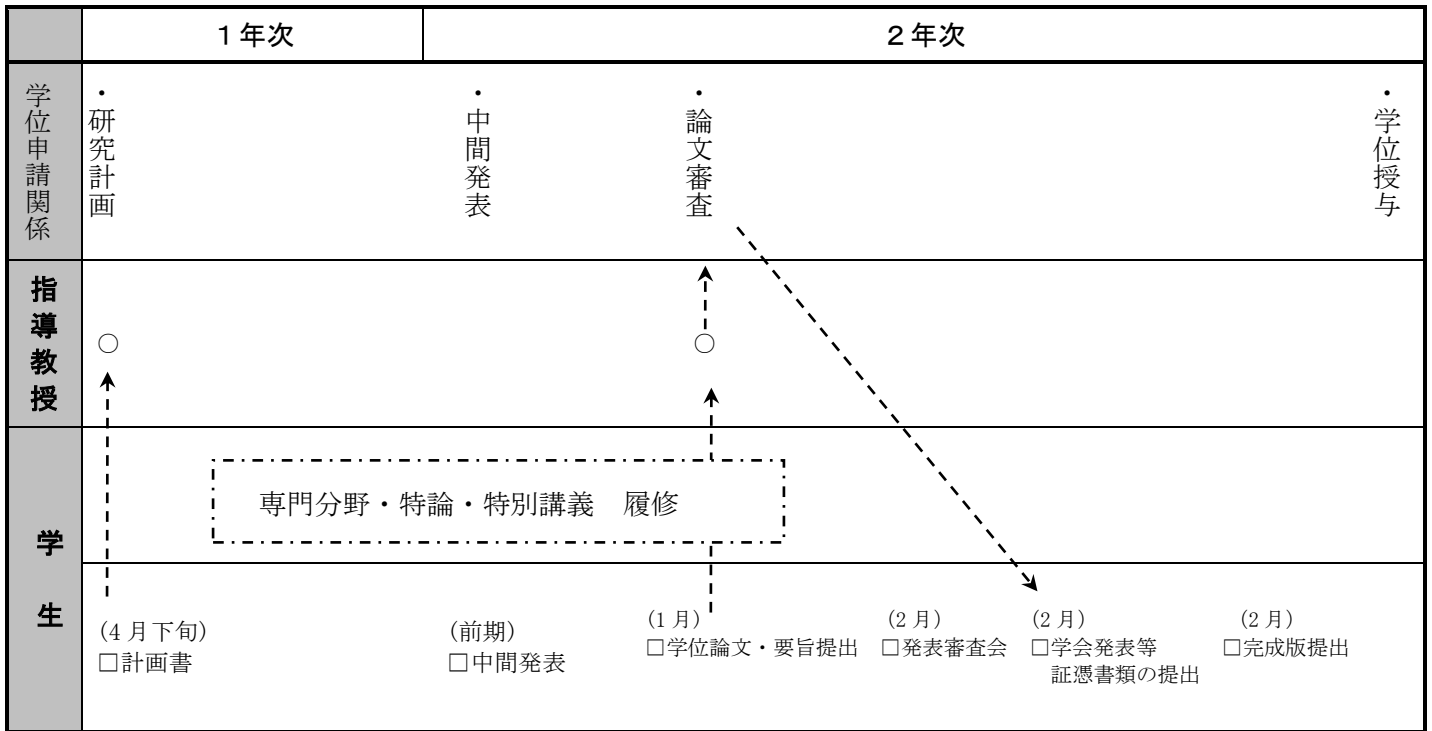 １年次
２年次
学位申請関係
・研究計画
・中間発表
・論文審査
・学位授与
指導教授
○
○
学生
専門分野・特論・特別講義　履修
(4 月下旬)
□計画書
(前期)
□中間発表
(1 月)
□学位論文・要旨提出
(2 月)
□発表審査会
(2 月)
□学会発表等
証憑書類の提出
(2 月)
□完成版提出